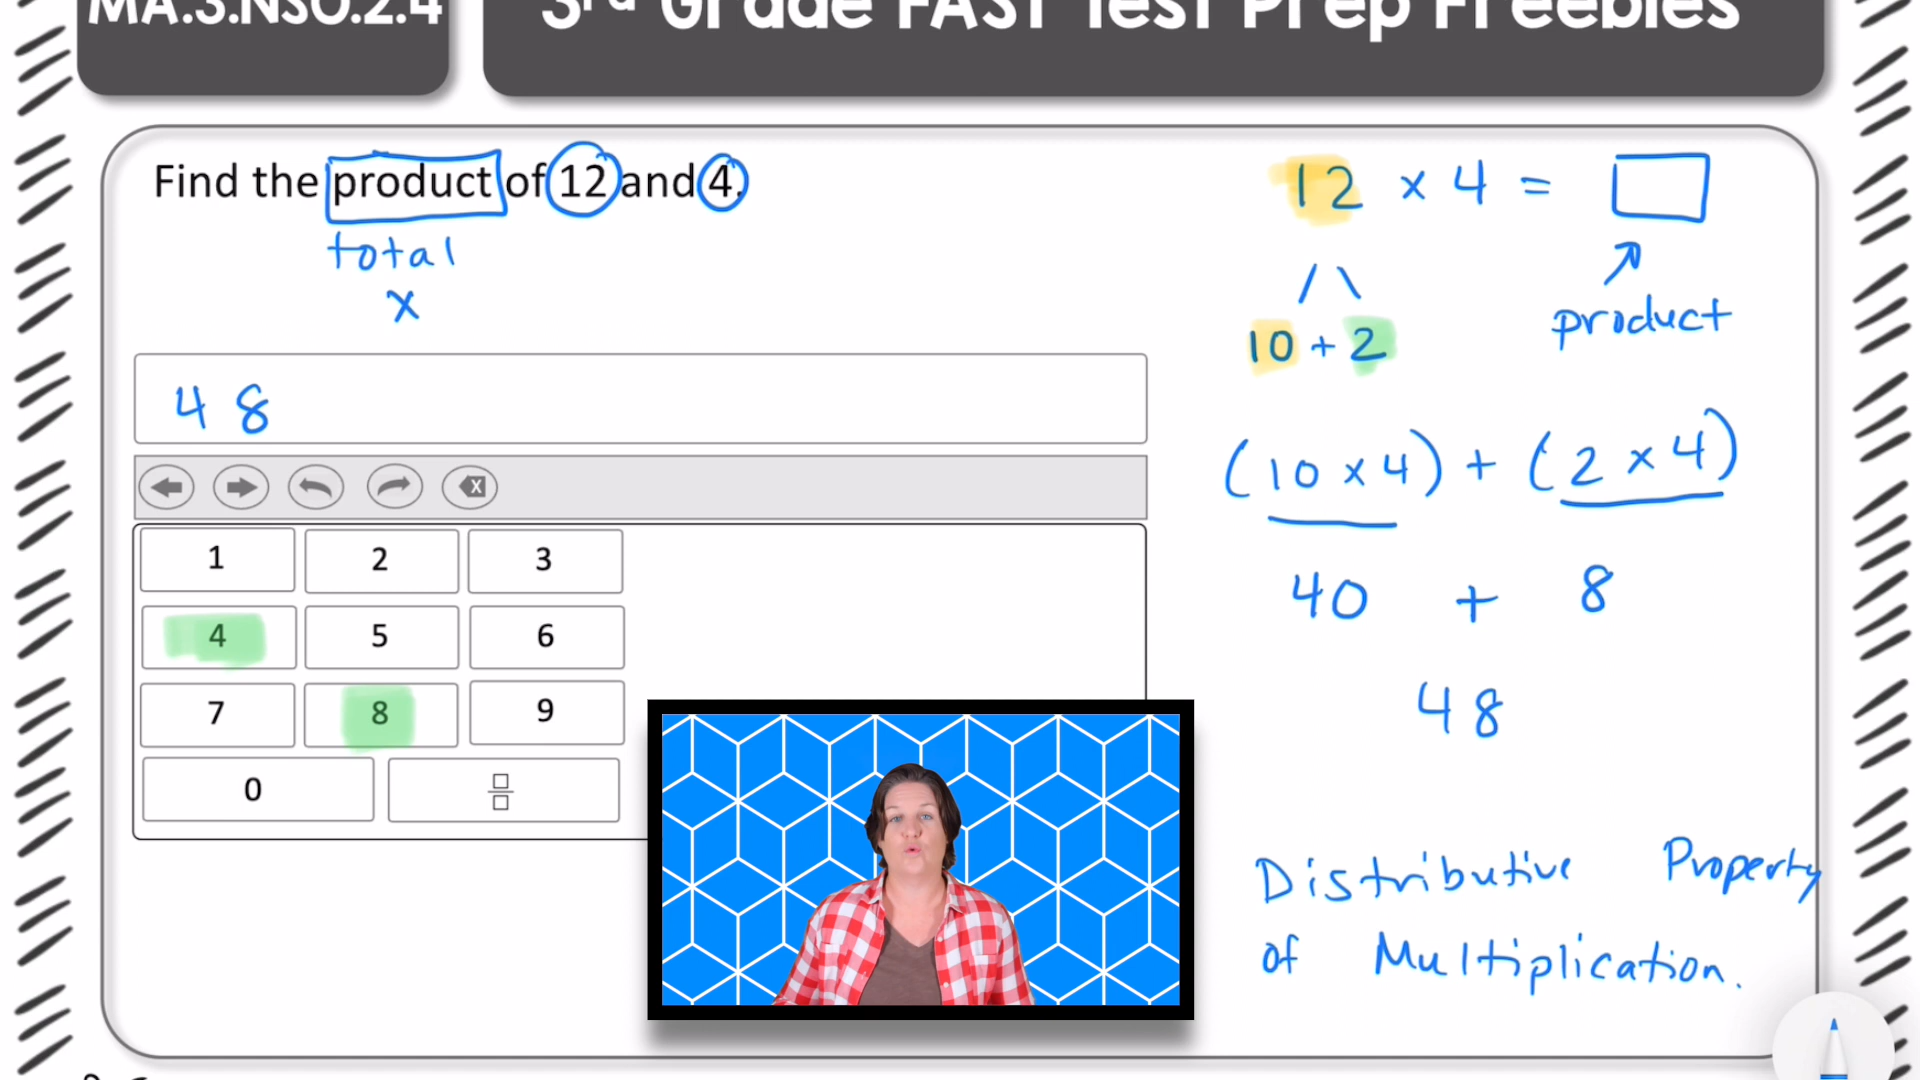 MA.3.NSO.2.4
3rd Grade FAST Test Prep Freebies
Find the product of 12 and 4.
total
x
12 x 4 =
product
10 + 2
48
(10 x 4) + (2 x 4)
40 + 8
48
1 2 3
4 5 6
7 8 9
0
Distributive Property
of Multiplication.